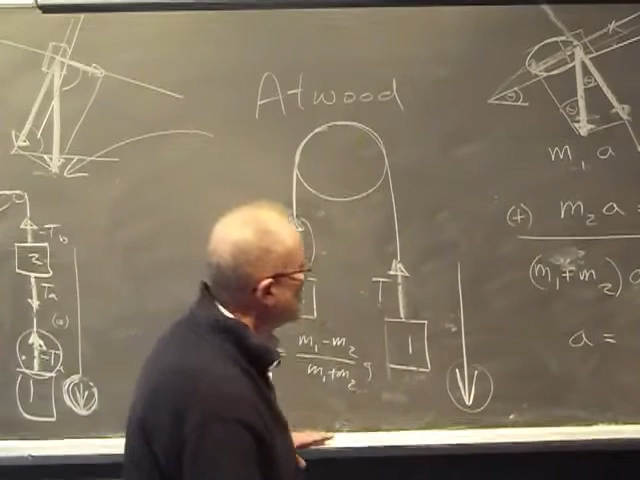 Atwood
T_b
2
T_a
(a)
1
T
1
= m₁-m₂ / m₁+m₂ g
θ
θ
θ
m₁ a
(+) m₂ a =
(m₁+m₂) a
a =